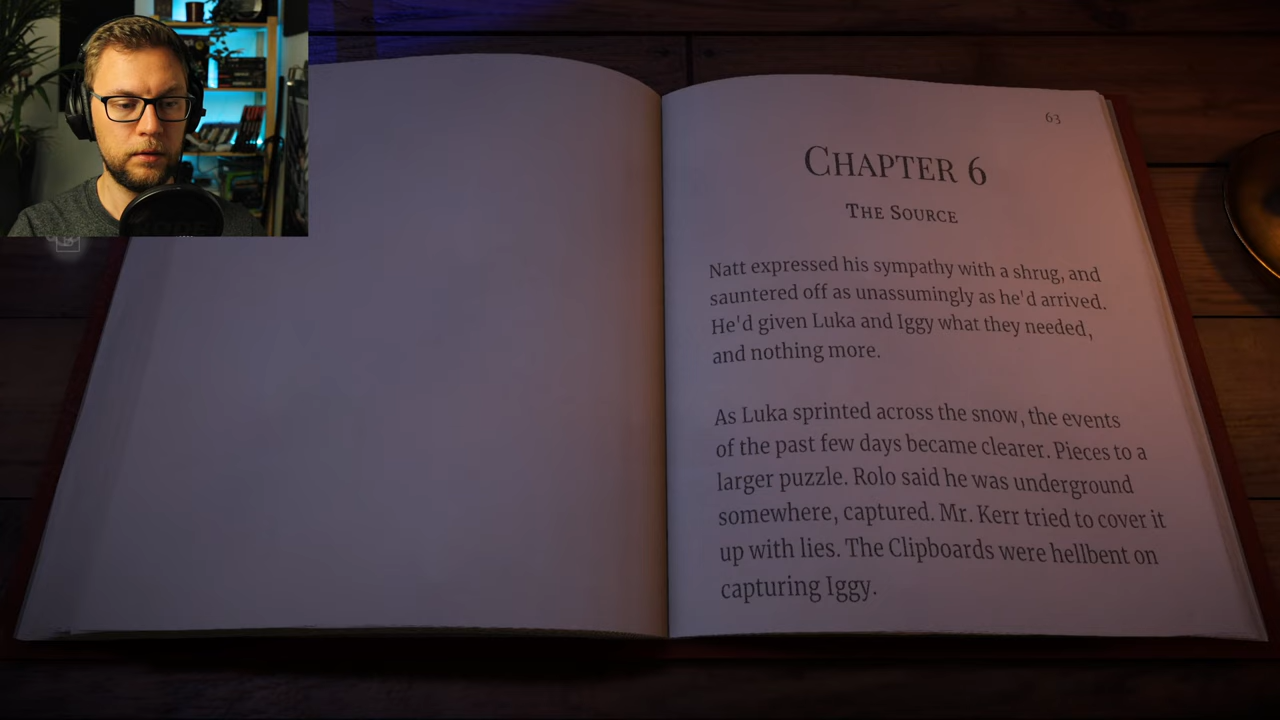 63
Chapter 6
The Source
Natt expressed his sympathy with a shrug, and
sauntered off as unassumingly as he'd arrived.
He'd given Luka and Iggy what they needed,
and nothing more.
As Luka sprinted across the snow, the events
of the past few days became clearer. Pieces to a
larger puzzle. Rolo said he was underground
somewhere, captured. Mr. Kerr tried to cover it
up with lies. The Clipboards were hellbent on
capturing Iggy.